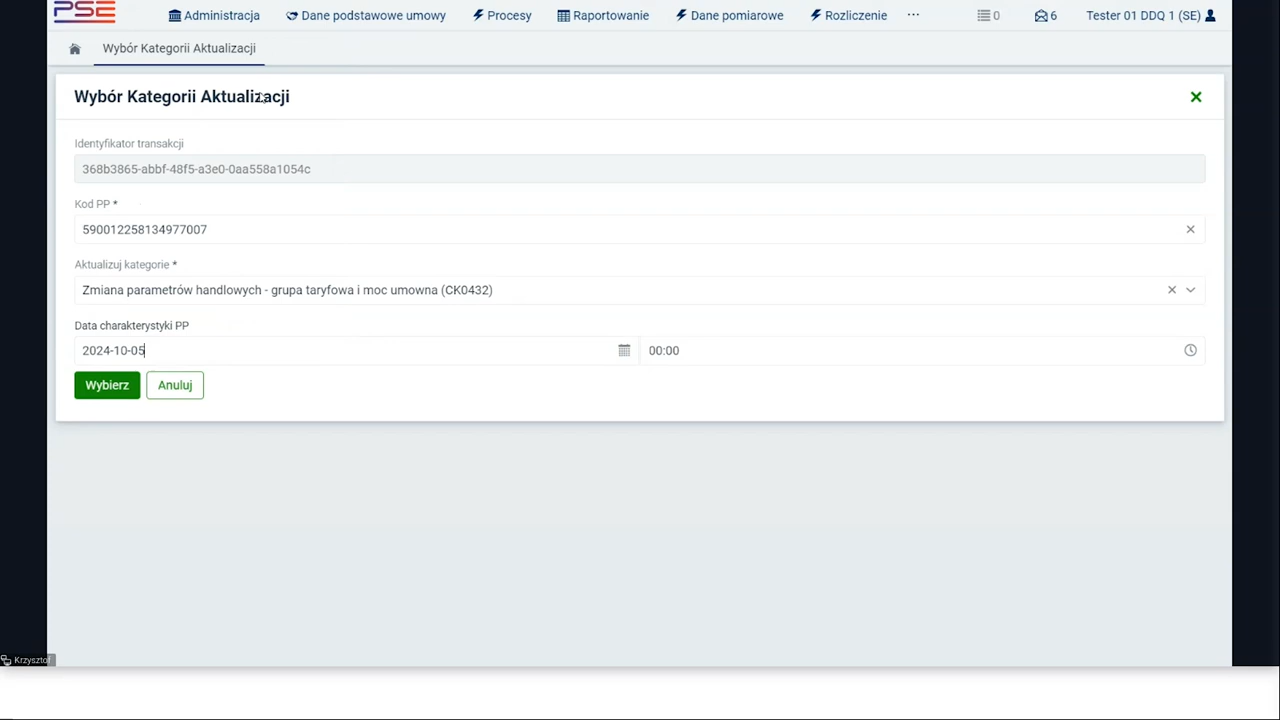 PSE
Administracja Dane podstawowe umowy Procesy Raportowanie Dane pomiarowe Rozliczenie ... 0 6 Tester 01 DDQ 1 (SE)
Wybór Kategorii Aktualizacji
Wybór Kategorii Aktualizacji
Identyfikator transakcji
368b3865-abbf-48f5-a3e0-0aa558a1054c
Kod PP *
590012258134977007
Aktualizuj kategorie *
Zmiana parametrów handlowych - grupa taryfowa i moc umowna (CK0432)
Data charakterystyki PP
2024-10-05 00:00
Wybierz Anuluj
Krzysztof